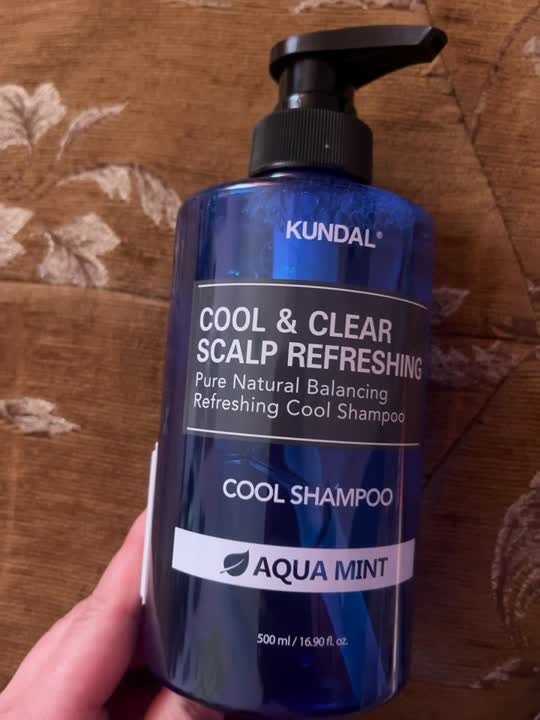 KUNDAL®
COOL & CLEAR
SCALP REFRESHING
Pure Natural Balancing
Refreshing Cool Shampoo
COOL SHAMPOO
AQUA MINT
500 ml / 16.90 fl. oz.